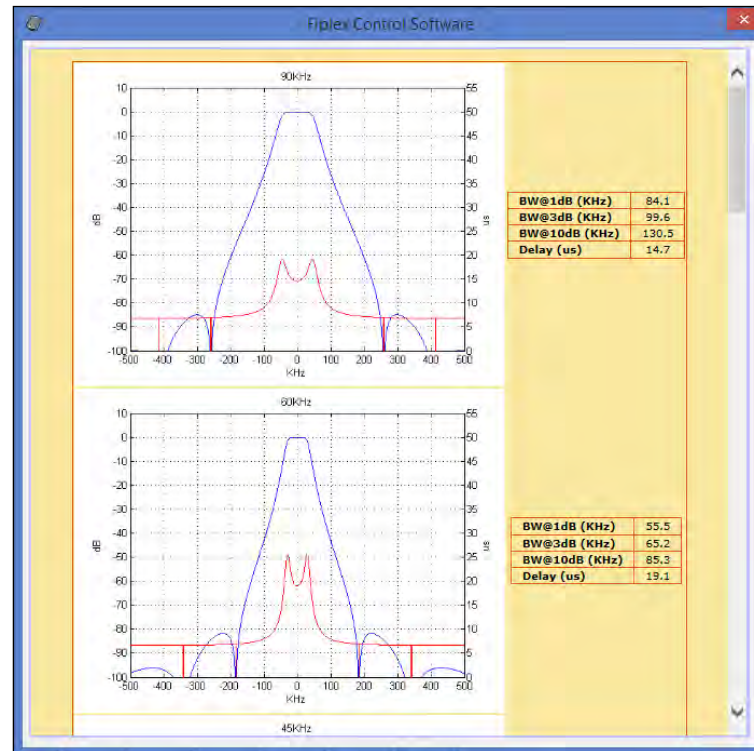 Fiplex Control Software
x
90KHz
10
0
-10
-20
-30
-40
-50
-60
-70
-80
-90
-100
dB
55
50
45
40
35
30
25
20
15
10
5
0
us
-500 -400 -300 -200 -100 0 100 200 300 400 500
KHz
BW@1dB (KHz) 84.1
BW@3dB (KHz) 99.6
BW@10dB (KHz) 130.5
Delay (us) 14.7
60KHz
10
0
-10
-20
-30
-40
-50
-60
-70
-80
-90
-100
dB
55
50
45
40
35
30
25
20
15
10
5
0
us
-500 -400 -300 -200 -100 0 100 200 300 400 500
KHz
BW@1dB (KHz) 55.5
BW@3dB (KHz) 65.2
BW@10dB (KHz) 85.3
Delay (us) 19.1
45KHz